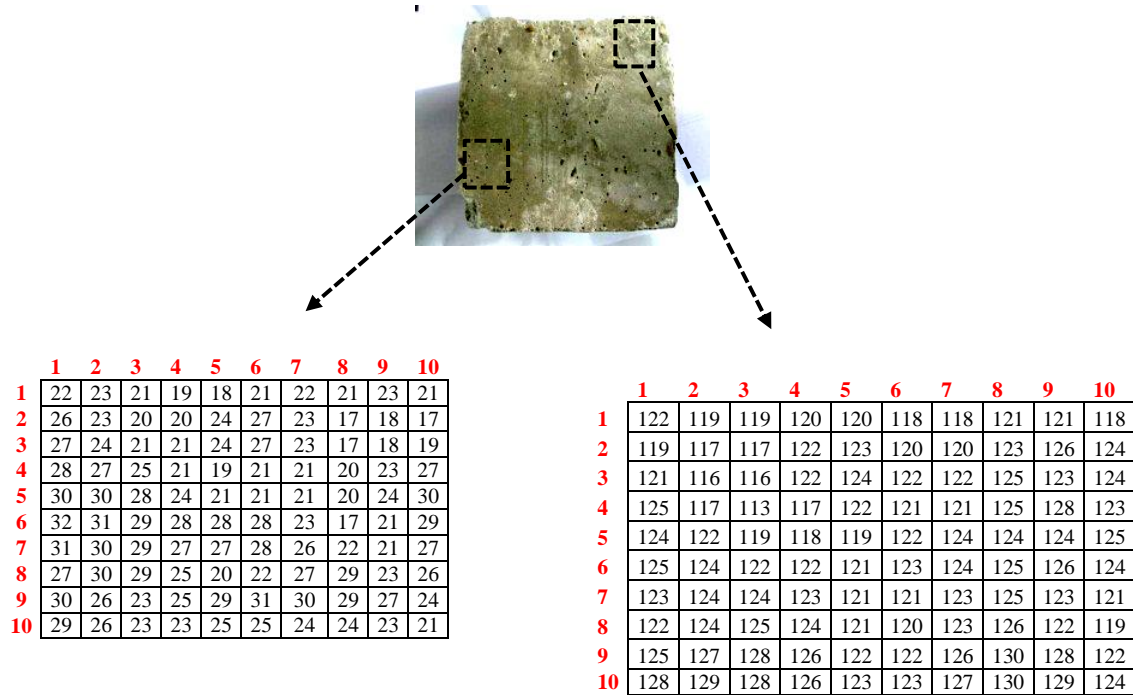 1 2 3 4 5 6 7 8 9 10
1 22 23 21 19 18 21 22 21 23 21
2 26 23 20 20 24 27 23 17 18 17
3 27 24 21 21 24 27 23 17 18 19
4 28 27 25 21 19 21 21 20 23 27
5 30 30 28 24 21 21 21 20 24 30
6 32 31 29 28 28 28 23 17 21 29
7 31 30 29 27 27 28 26 22 21 27
8 27 30 29 25 20 22 27 29 23 26
9 30 26 23 25 29 31 30 29 27 24
10 29 26 23 23 25 25 24 24 23 21
1 2 3 4 5 6 7 8 9 10
1 122 119 119 120 120 118 118 121 121 118
2 119 117 117 122 123 120 120 123 126 124
3 121 116 116 122 124 122 122 125 123 124
4 125 117 113 117 122 121 121 125 128 123
5 124 122 119 118 119 122 124 124 124 125
6 125 124 122 122 121 123 124 125 126 124
7 123 124 124 123 121 121 123 125 123 121
8 122 124 125 124 121 120 123 126 122 119
9 125 127 128 126 122 122 126 130 128 122
10 128 129 128 126 123 123 127 130 129 124